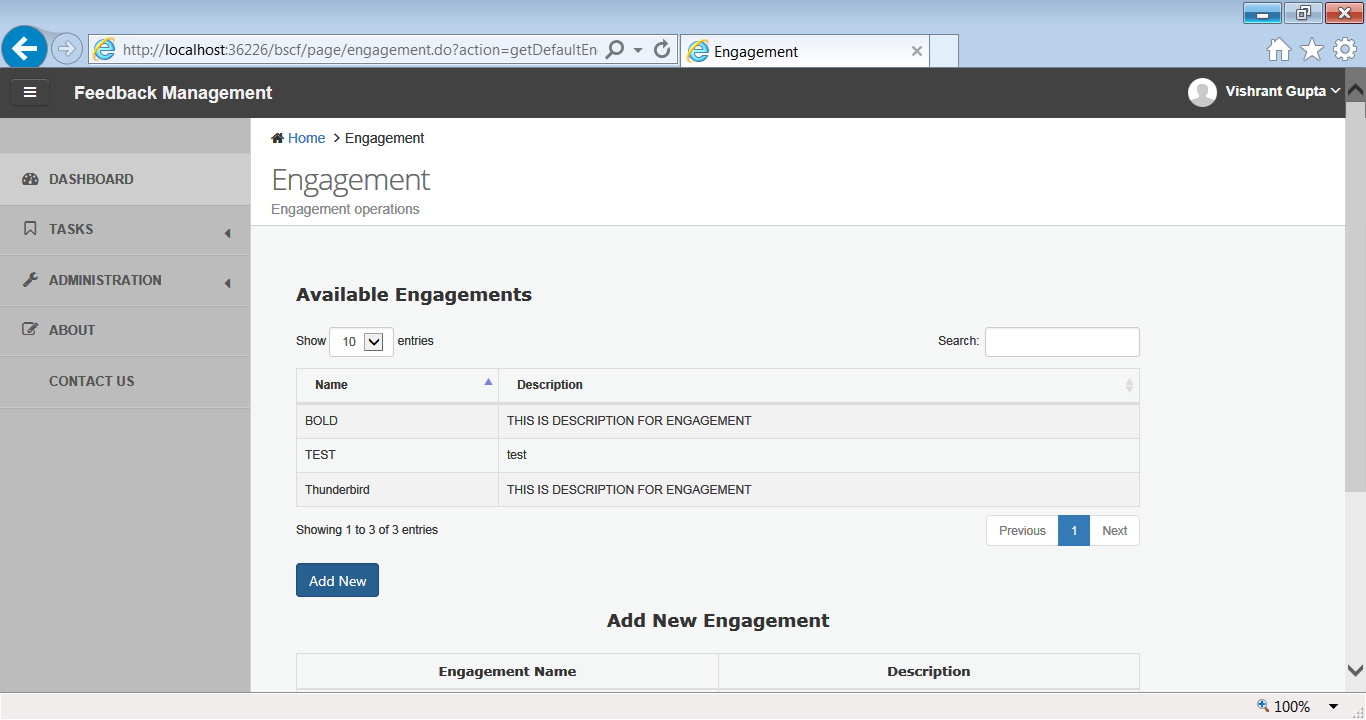 http://localhost:36226/bscf/page/engagement.do?action=getDefaultEn
Engagement
Feedback Management
Vishrant Gupta
Home > Engagement
Engagement
Engagement operations
DASHBOARD
TASKS
ADMINISTRATION
ABOUT
CONTACT US
Available Engagements
Show 10 entries
Search:
Name Description
BOLD THIS IS DESCRIPTION FOR ENGAGEMENT
TEST test
Thunderbird THIS IS DESCRIPTION FOR ENGAGEMENT
Showing 1 to 3 of 3 entries
Previous 1 Next
Add New
Add New Engagement
Engagement Name Description
100%